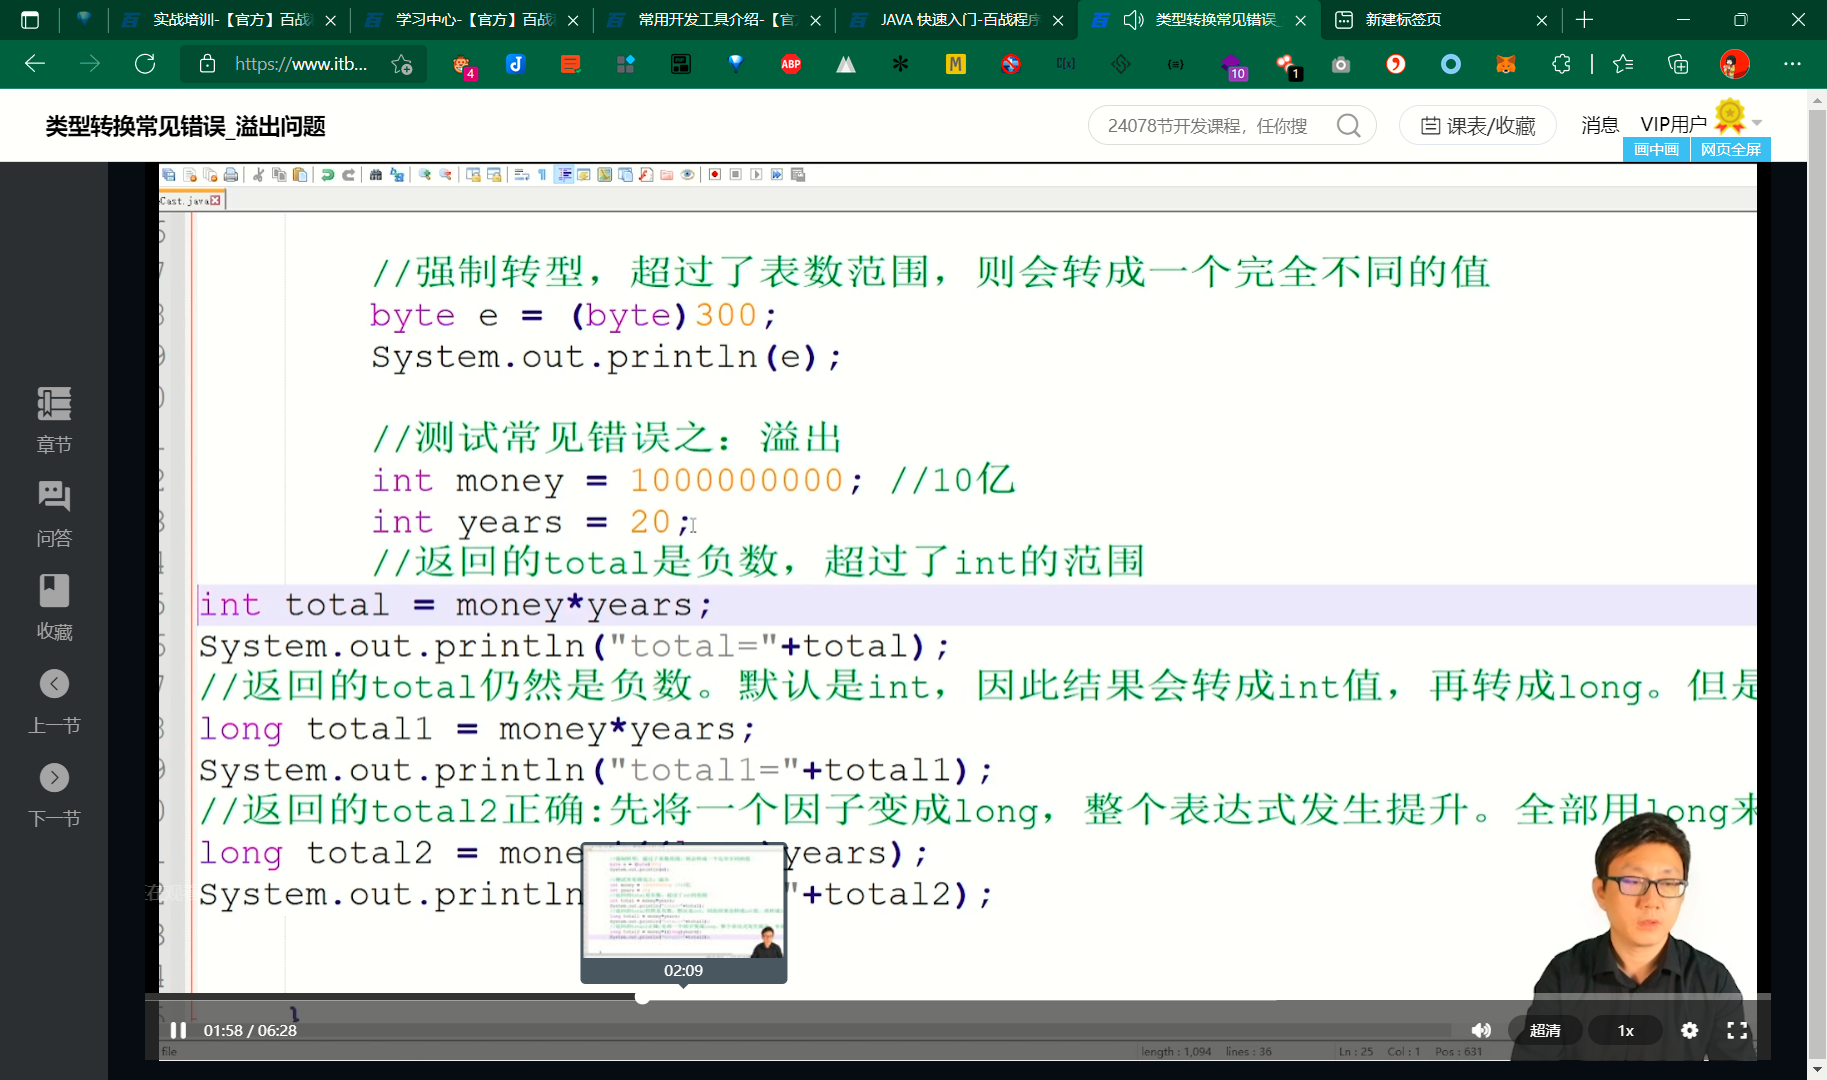 实战培训-【官方】百战
学习中心-【官方】百战
常用开发工具介绍-【官
JAVA 快速入门-百战程序
类型转换常见错误_
新建标签页
https://www.itb...
4
ABP
M
10
1
类型转换常见错误_溢出问题
24078节开发课程，任你搜
课表/收藏
消息
VIP用户
画中画
网页全屏
Cast.java
//强制转型，超过了表数范围，则会转成一个完全不同的值
byte e = (byte)300;
System.out.println(e);
//测试常见错误之：溢出
int money = 1000000000; //10亿
int years = 20;
//返回的total是负数，超过了int的范围
int total = money*years;
System.out.println("total="+total);
//返回的total仍然是负数。默认是int，因此结果会转成int值，再转成long。但是
long total1 = money*years;
System.out.println("total1="+total1);
//返回的total2正确:先将一个因子变成long，整个表达式发生提升。全部用long来
long total2 = mone years);
System.out.println "+total2);
}
章节
问答
收藏
上一节
下一节
02:09
01:58 / 06:28
超清
1x
file
length : 1,094 lines : 36
Ln : 25 Col : 1 Pos : 631